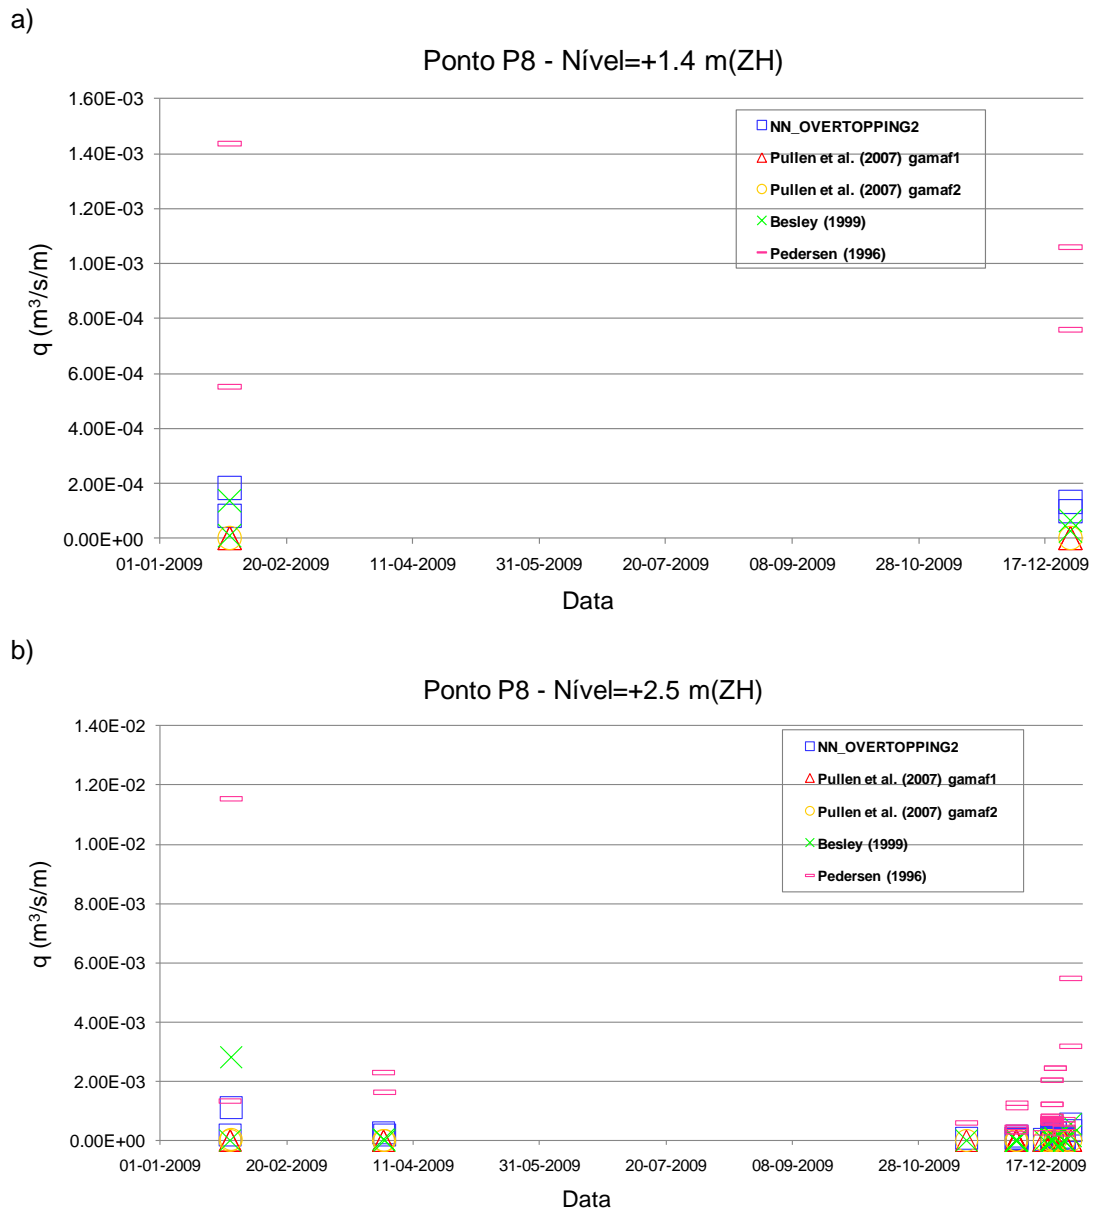 a)
Ponto P8 - Nível=+1.4 m(ZH)
1.60E-03
1.40E-03
1.20E-03
1.00E-03
8.00E-04
6.00E-04
4.00E-04
2.00E-04
0.00E+00
q (m³/s/m)
NN_OVERTOPPING2
Pullen et al. (2007) gamaf1
Pullen et al. (2007) gamaf2
Besley (1999)
Pedersen (1996)
01-01-2009 20-02-2009 11-04-2009 31-05-2009 20-07-2009 08-09-2009 28-10-2009 17-12-2009
Data
b)
Ponto P8 - Nível=+2.5 m(ZH)
1.40E-02
1.20E-02
1.00E-02
8.00E-03
6.00E-03
4.00E-03
2.00E-03
0.00E+00
q (m³/s/m)
NN_OVERTOPPING2
Pullen et al. (2007) gamaf1
Pullen et al. (2007) gamaf2
Besley (1999)
Pedersen (1996)
01-01-2009 20-02-2009 11-04-2009 31-05-2009 20-07-2009 08-09-2009 28-10-2009 17-12-2009
Data